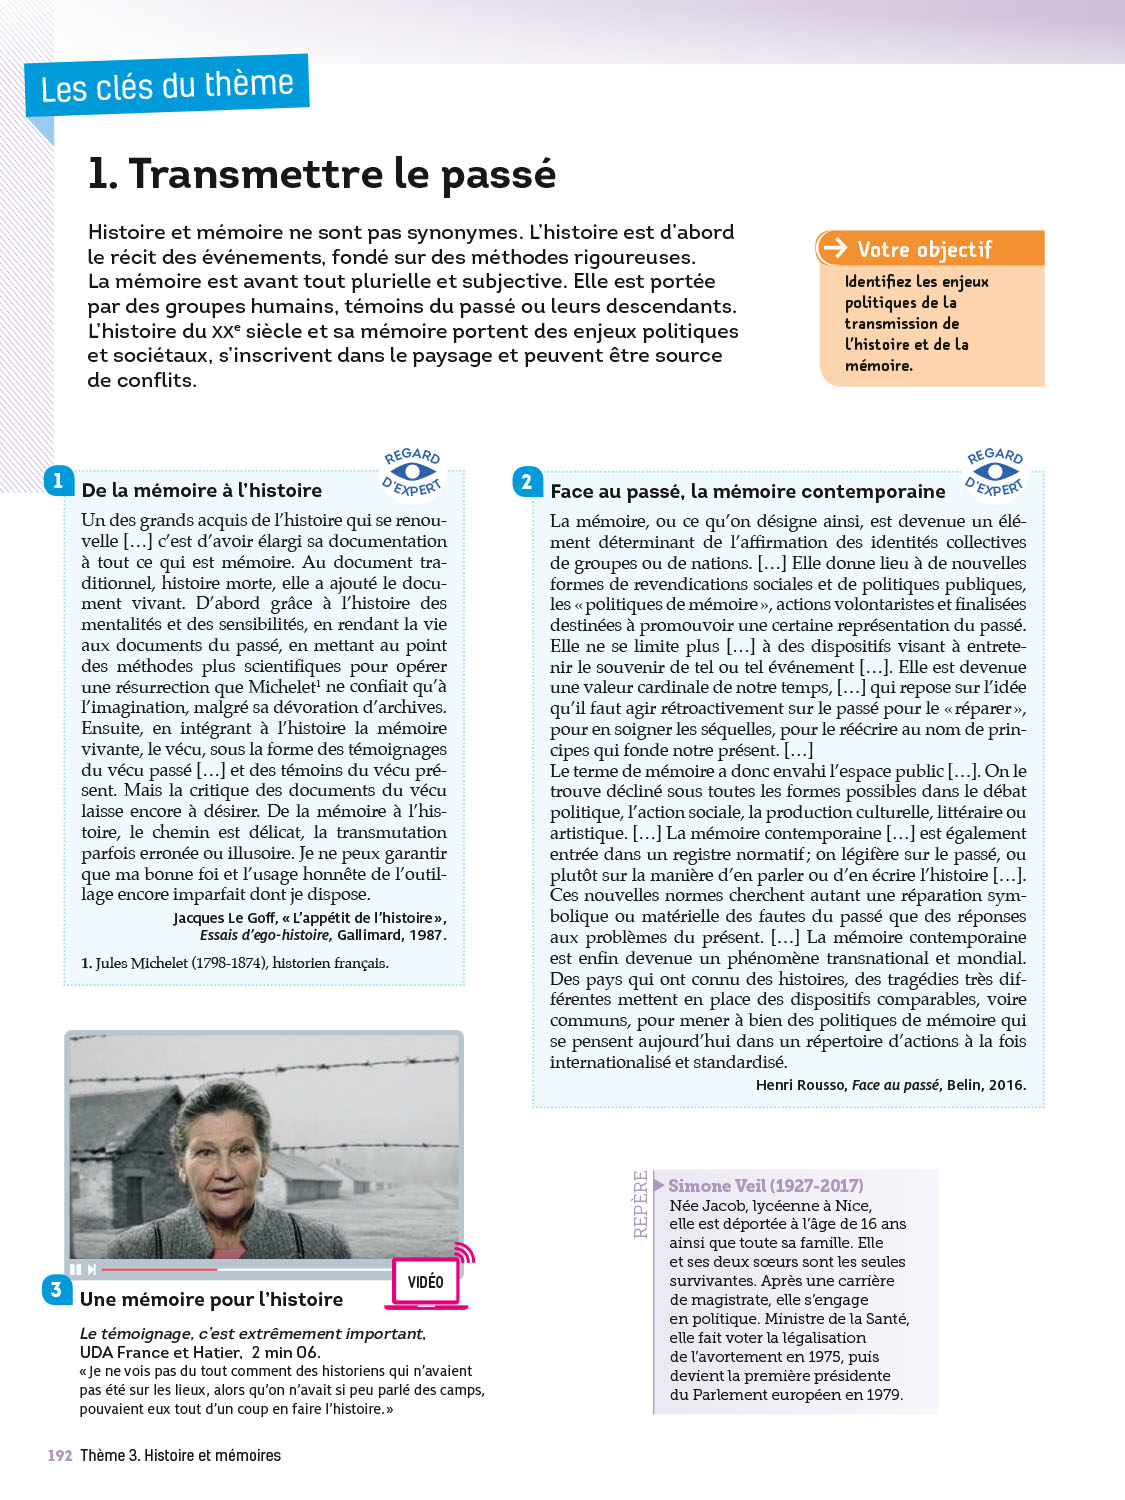 Les clés du thème
1. Transmettre le passé
Histoire et mémoire ne sont pas synonymes. L'histoire est d'abord
le récit des événements, fondé sur des méthodes rigoureuses.
La mémoire est avant tout plurielle et subjective. Elle est portée
par des groupes humains, témoins du passé ou leurs descendants.
L'histoire du XXe siècle et sa mémoire portent des enjeux politiques
et sociétaux, s'inscrivent dans le paysage et peuvent être source
de conflits.
Votre objectif
Identifiez les enjeux
politiques de la
transmission de
l'histoire et de la
mémoire.
REGARD
D'EXPERT
1
De la mémoire à l'histoire
Un des grands acquis de l'histoire qui se renou-
velle […] c'est d'avoir élargi sa documentation
à tout ce qui est mémoire. Au document tra-
ditionnel, histoire morte, elle a ajouté le docu-
ment vivant. D'abord grâce à l'histoire des
mentalités et des sensibilités, en rendant la vie
aux documents du passé, en mettant au point
des méthodes plus scientifiques pour opérer
une résurrection que Michelet¹ ne confiait qu'à
l'imagination, malgré sa dévoration d'archives.
Ensuite, en intégrant à l'histoire la mémoire
vivante, le vécu, sous la forme des témoignages
du vécu passé […] et des témoins du vécu pré-
sent. Mais la critique des documents du vécu
laisse encore à désirer. De la mémoire à l'his-
toire, le chemin est délicat, la transmutation
parfois erronée ou illusoire. Je ne peux garantir
que ma bonne foi et l'usage honnête de l'outil-
lage encore imparfait dont je dispose.
Jacques Le Goff, « L'appétit de l'histoire »,
Essais d'ego-histoire, Gallimard, 1987.
1. Jules Michelet (1798-1874), historien français.
REGARD
D'EXPERT
2
Face au passé, la mémoire contemporaine
La mémoire, ou ce qu'on désigne ainsi, est devenue un élé-
ment déterminant de l'affirmation des identités collectives
de groupes ou de nations. […] Elle donne lieu à de nouvelles
formes de revendications sociales et de politiques publiques,
les « politiques de mémoire », actions volontaristes et finalisées
destinées à promouvoir une certaine représentation du passé.
Elle ne se limite plus […] à des dispositifs visant à entrete-
nir le souvenir de tel ou tel événement […]. Elle est devenue
une valeur cardinale de notre temps, […] qui repose sur l'idée
qu'il faut agir rétroactivement sur le passé pour le « réparer »,
pour en soigner les séquelles, pour le réécrire au nom de prin-
cipes qui fonde notre présent. […]
Le terme de mémoire a donc envahi l'espace public […]. On le
trouve décliné sous toutes les formes possibles dans le débat
politique, l'action sociale, la production culturelle, littéraire ou
artistique. […] La mémoire contemporaine […] est également
entrée dans un registre normatif ; on légifère sur le passé, ou
plutôt sur la manière d'en parler ou d'en écrire l'histoire […].
Ces nouvelles normes cherchent autant une réparation sym-
bolique ou matérielle des fautes du passé que des réponses
aux problèmes du présent. […] La mémoire contemporaine
est enfin devenue un phénomène transnational et mondial.
Des pays qui ont connu des histoires, des tragédies très dif-
férentes mettent en place des dispositifs comparables, voire
communs, pour mener à bien des politiques de mémoire qui
se pensent aujourd'hui dans un répertoire d'actions à la fois
internationalisé et standardisé.
Henri Rousso, Face au passé, Belin, 2016.
VIDÉO
3
Une mémoire pour l'histoire
Le témoignage, c'est extrêmement important,
UDA France et Hatier, 2 min 06.
« Je ne vois pas du tout comment des historiens qui n'avaient
pas été sur les lieux, alors qu'on n'avait si peu parlé des camps,
pouvaient eux tout d'un coup en faire l'histoire. »
REPÈRE
Simone Veil (1927-2017)
Née Jacob, lycéenne à Nice,
elle est déportée à l'âge de 16 ans
ainsi que toute sa famille. Elle
et ses deux sœurs sont les seules
survivantes. Après une carrière
de magistrate, elle s'engage
en politique. Ministre de la Santé,
elle fait voter la légalisation
de l'avortement en 1975, puis
devient la première présidente
du Parlement européen en 1979.
192 Thème 3. Histoire et mémoires